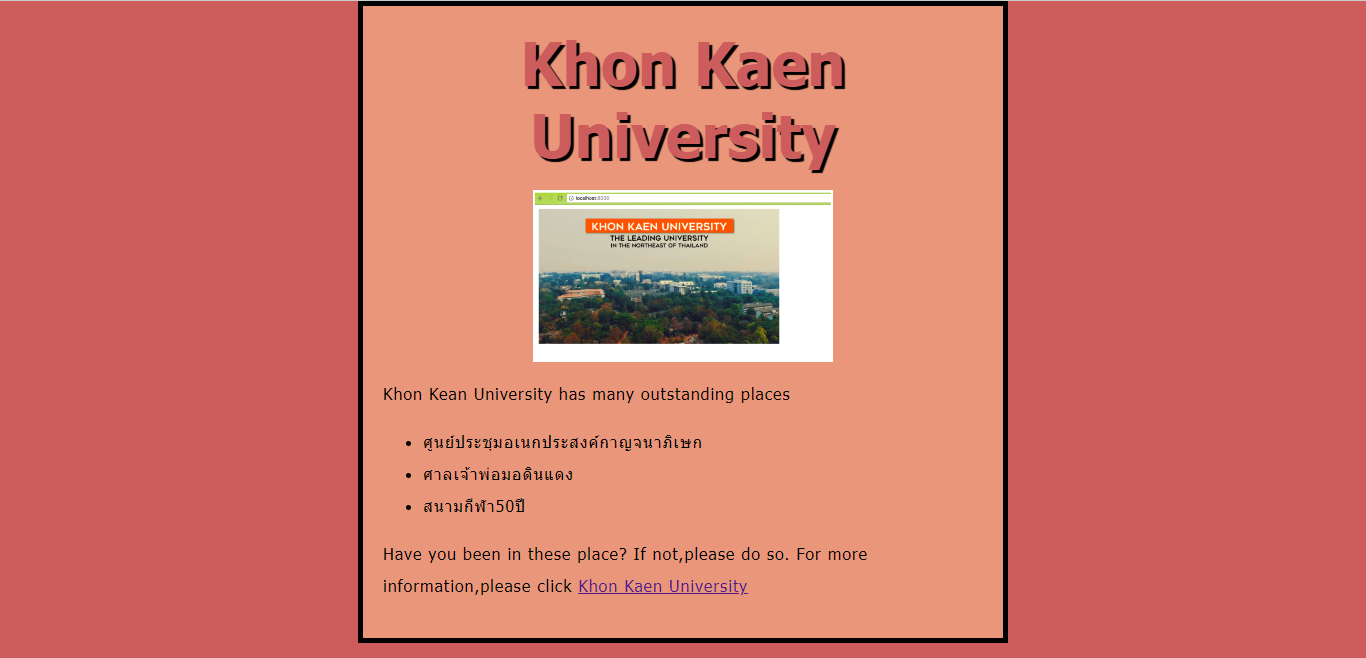 Khon Kaen
University
localhost:8000
KHON KAEN UNIVERSITY
THE LEADING UNIVERSITY
IN THE NORTHEAST OF THAILAND
Khon Kean University has many outstanding places
ศูนย์ประชุมอเนกประสงค์กาญจนาภิเษก
ศาลเจ้าพ่อมอดินแดง
สนามกีฬา50ปี
Have you been in these place? If not,please do so. For more
information,please click Khon Kaen University